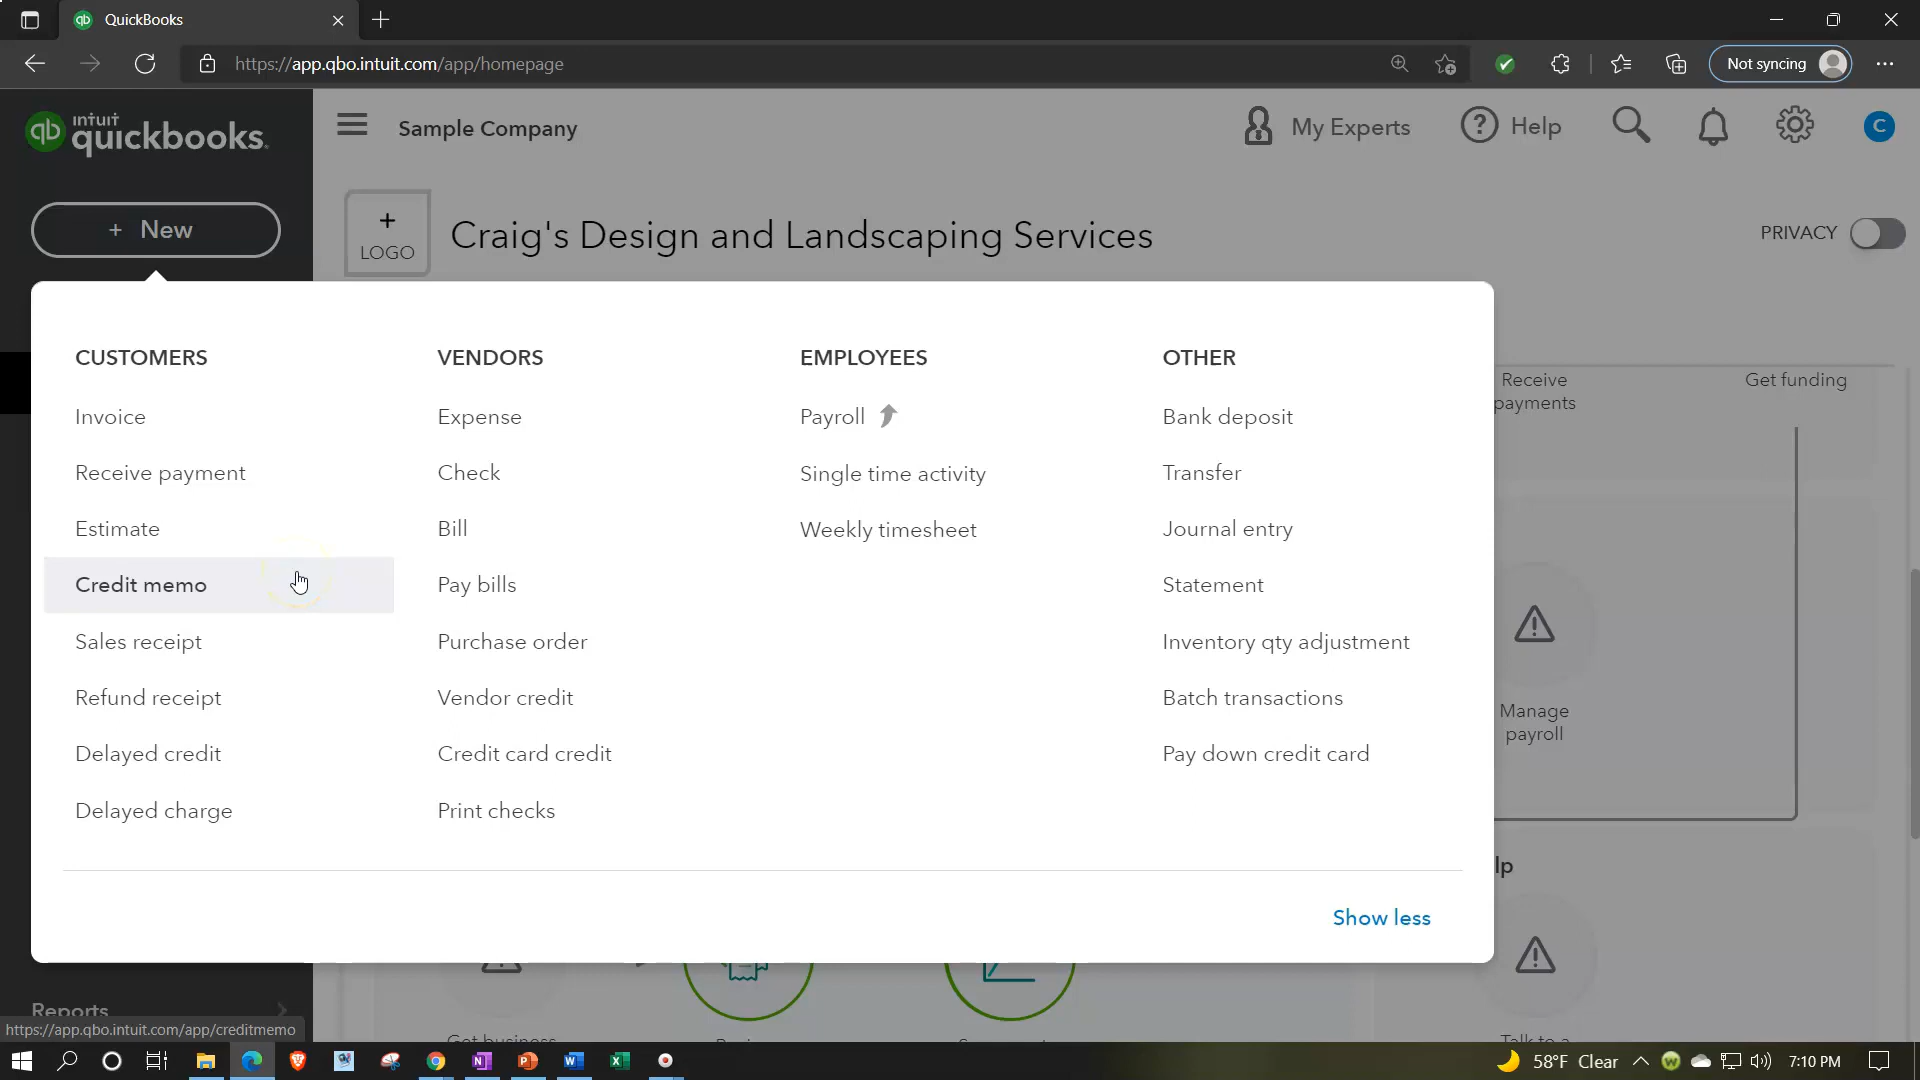 QuickBooks
https://app.qbo.intuit.com/app/homepage
Not syncing
intuit
quickbooks.
Sample Company
My Experts
Help
C
+ New
+
LOGO
Craig's Design and Landscaping Services
PRIVACY
CUSTOMERS
Invoice
Receive payment
Estimate
Credit memo
Sales receipt
Refund receipt
Delayed credit
Delayed charge
VENDORS
Expense
Check
Bill
Pay bills
Purchase order
Vendor credit
Credit card credit
Print checks
EMPLOYEES
Payroll
Single time activity
Weekly timesheet
OTHER
Bank deposit
Transfer
Journal entry
Statement
Inventory qty adjustment
Batch transactions
Pay down credit card
Show less
Receive
payments
Get funding
Manage
payroll
lp
Reports
Get business
Talk to a
https://app.qbo.intuit.com/app/creditmemo
58°F Clear
7:10 PM